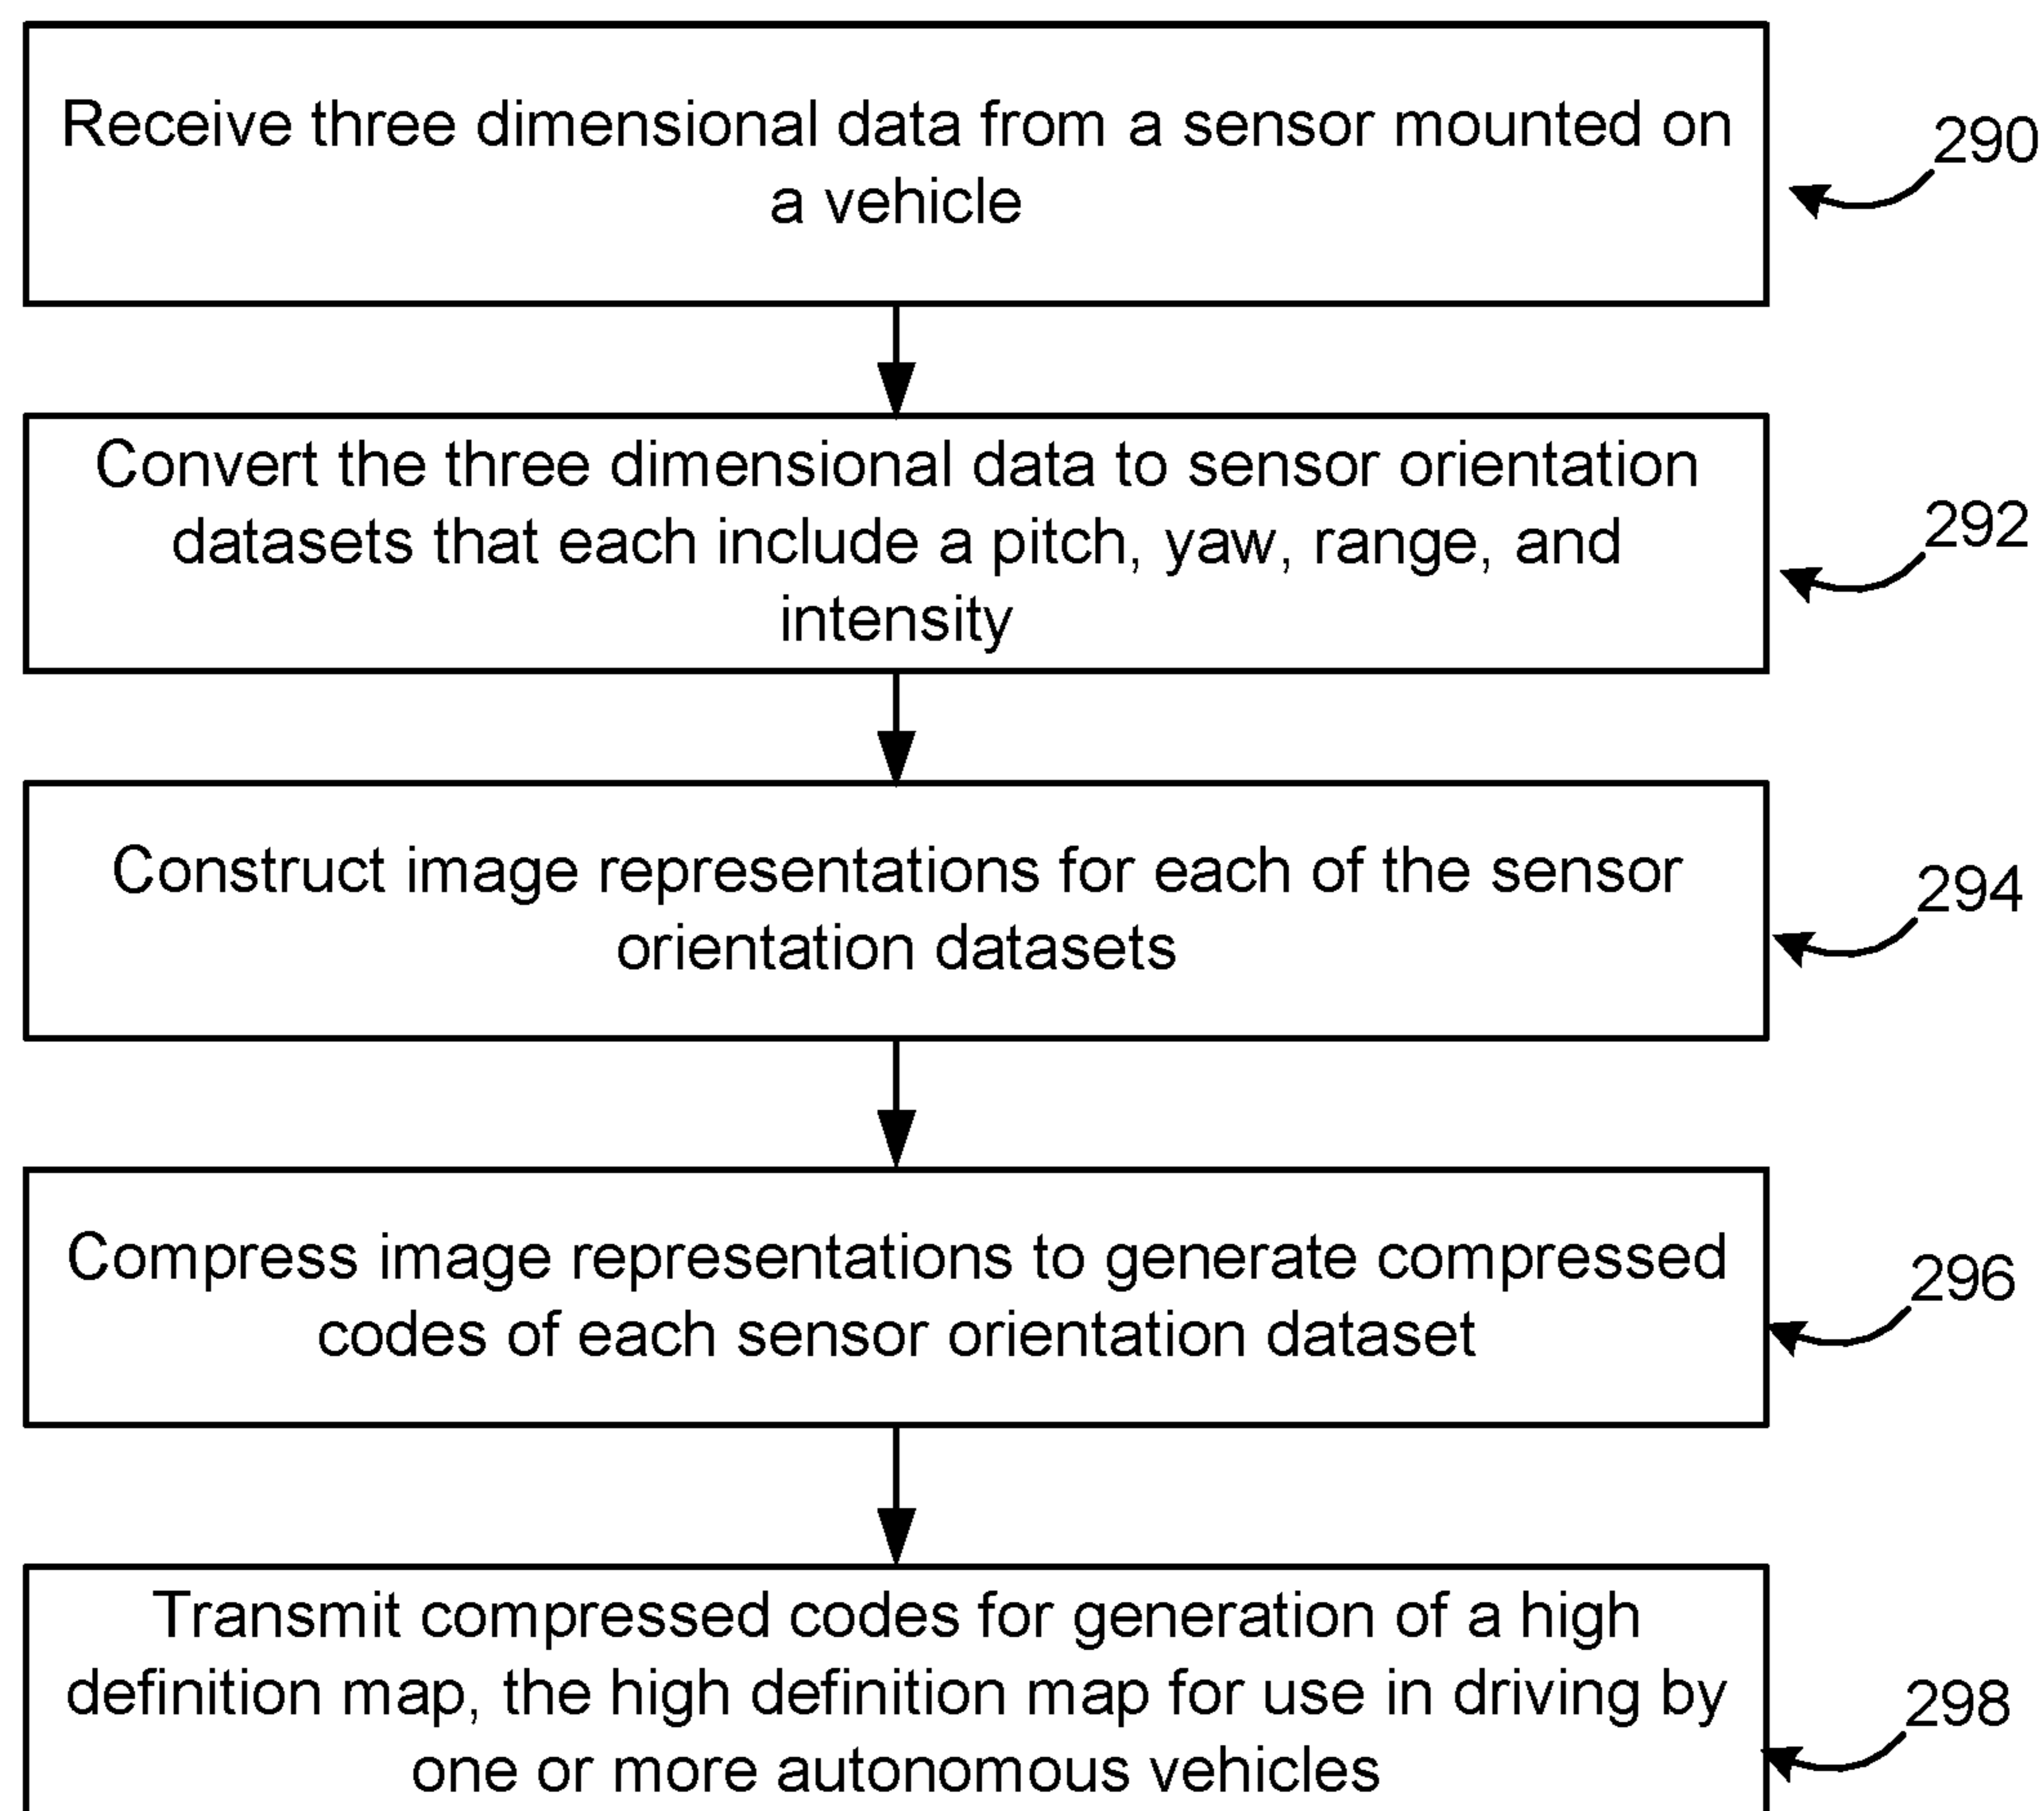 Receive three dimensional data from a sensor mounted on
a vehicle
290
Convert the three dimensional data to sensor orientation
datasets that each include a pitch, yaw, range, and
intensity
292
Construct image representations for each of the sensor
orientation datasets
294
Compress image representations to generate compressed
codes of each sensor orientation dataset
296
Transmit compressed codes for generation of a high
definition map, the high definition map for use in driving by
one or more autonomous vehicles
298